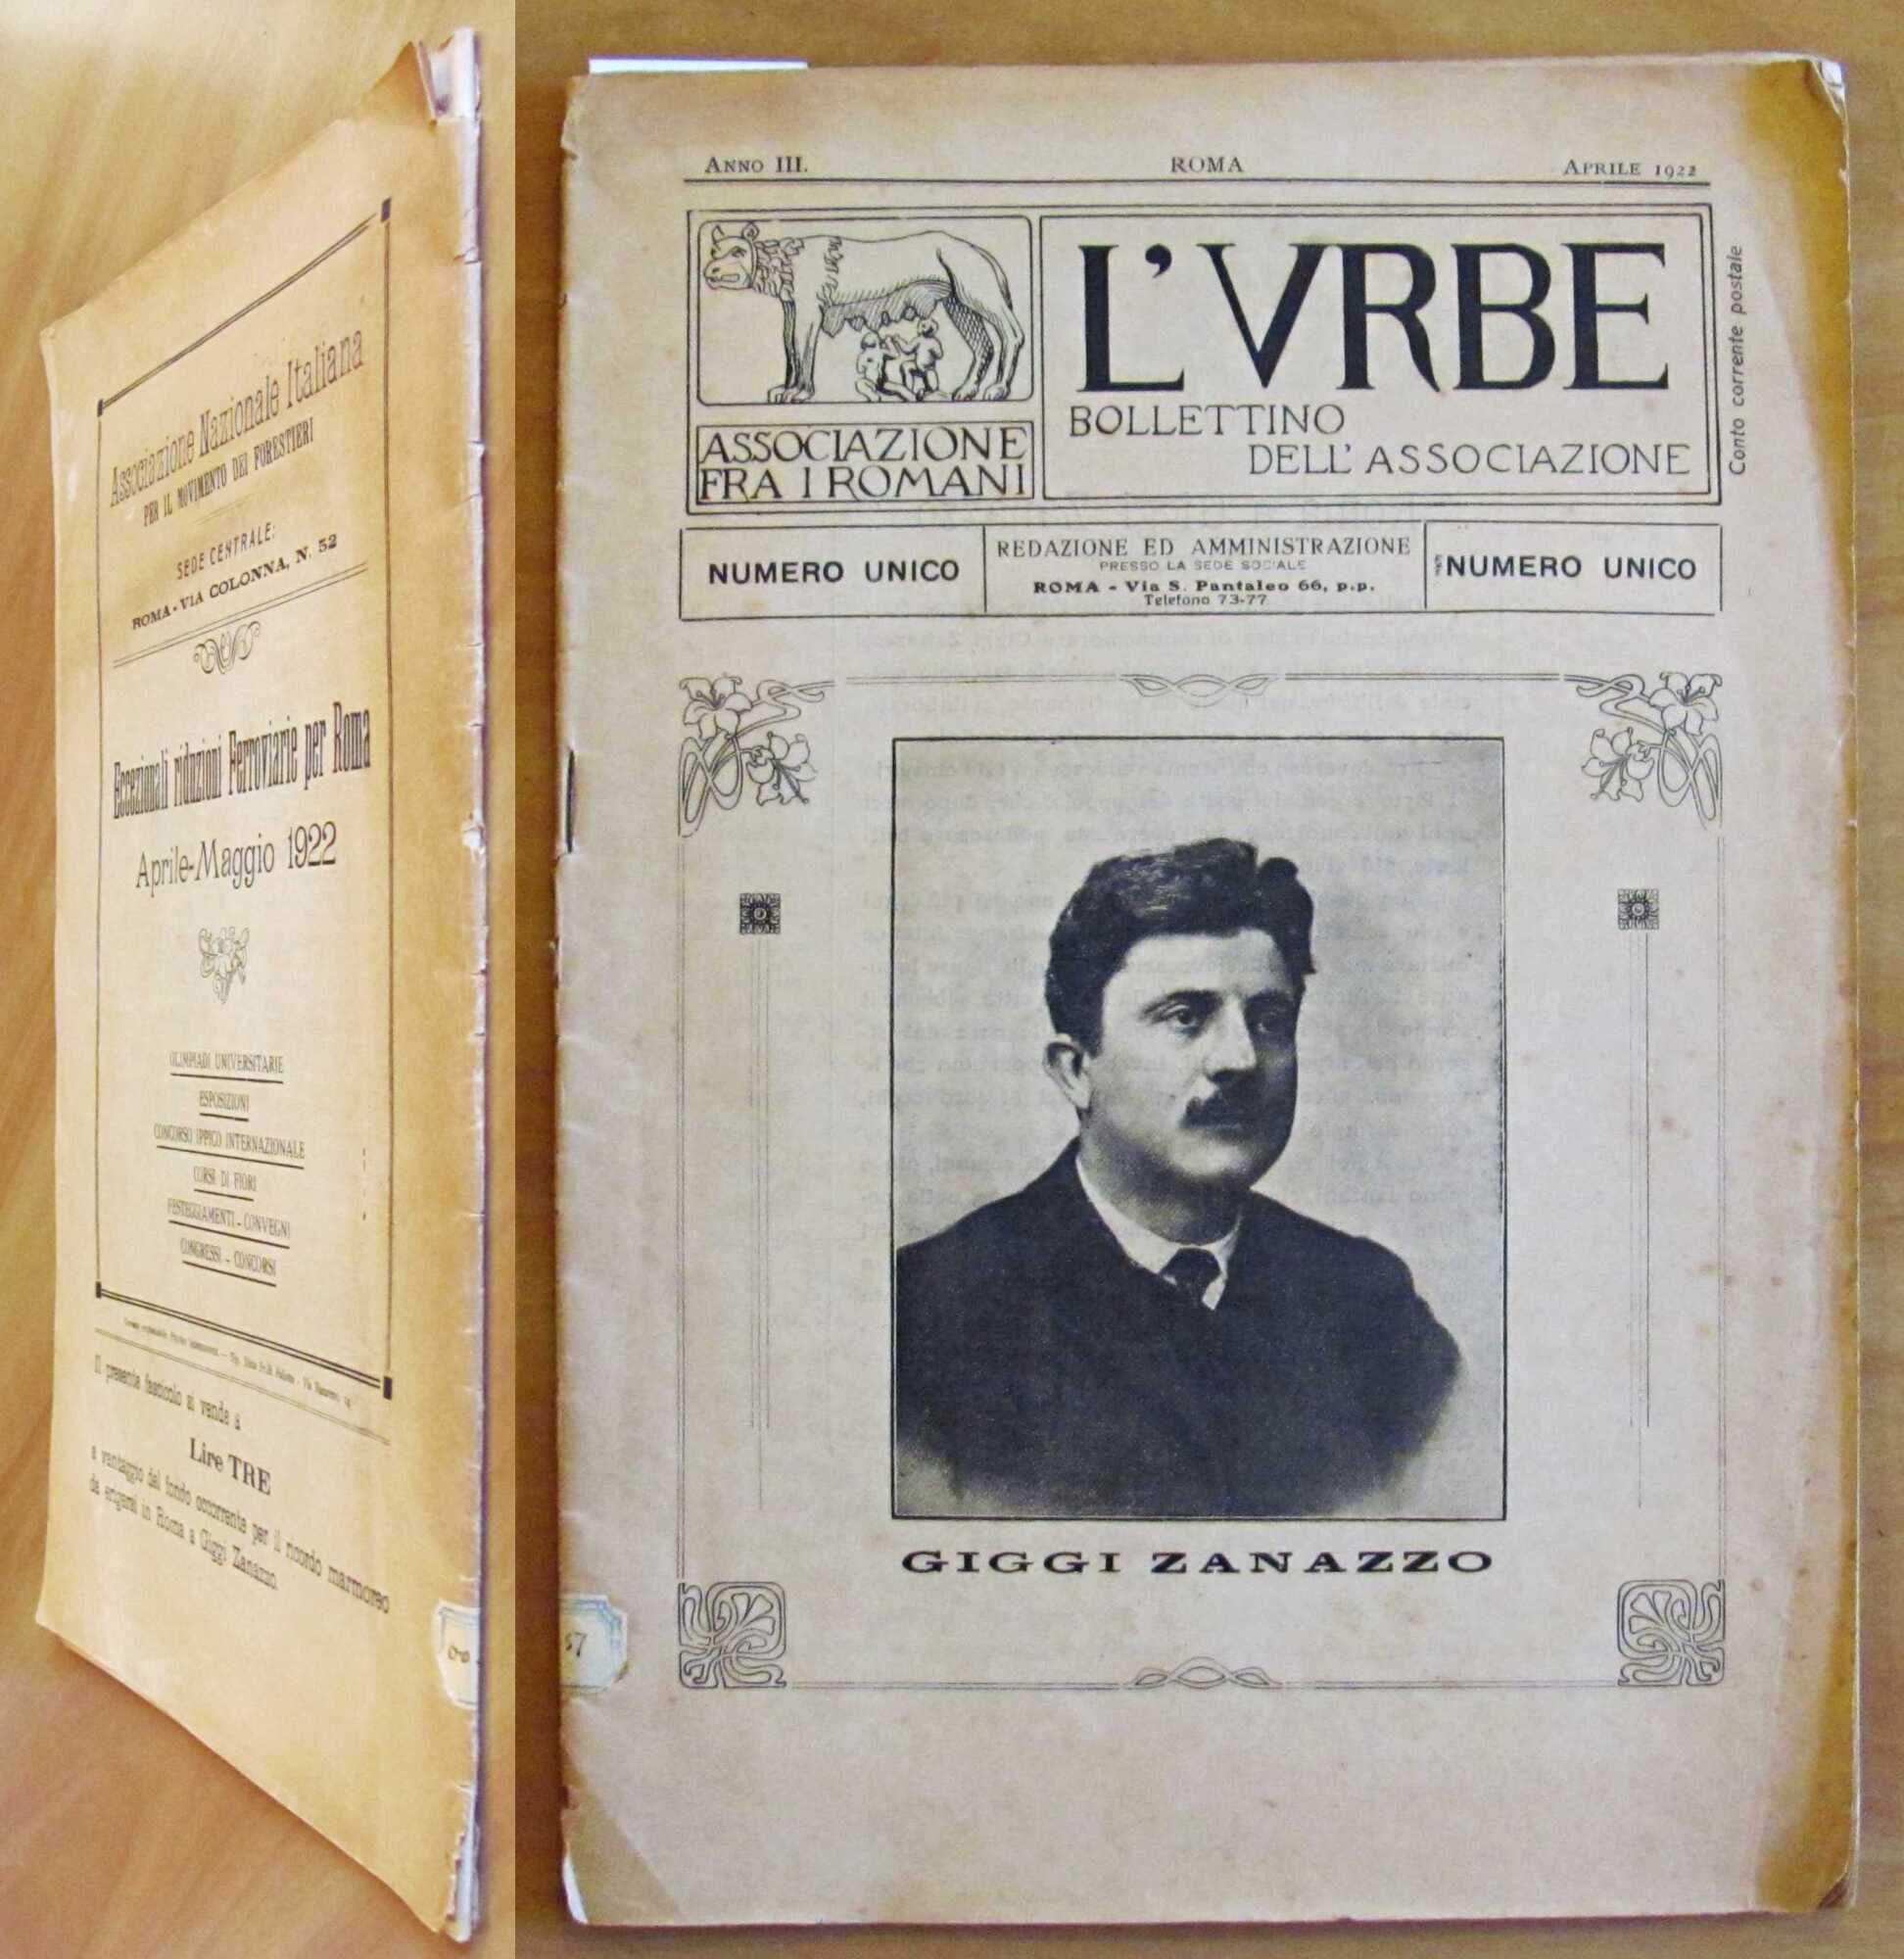 Associazione Nazionale Italiana
PER IL MOVIMENTO DEI FORESTIERI
SEDE CENTRALE:
ROMA - VIA COLONNA, N. 52
Eccezionali riduzioni Ferroviarie per Roma
Aprile-Maggio 1922
OLIMPIADI UNIVERSITARIE
ESPOSIZIONI
CONCORSO IPPICO INTERNAZIONALE
CORSI DI FIORI
FESTEGGIAMENTI - CONVEGNI
CONGRESSI - CONCORSI
Il presente fascicolo si vende a
Lire TRE
a vantaggio del fondo occorrente per il ricordo marmoreo
da erigersi in Roma a Giggi Zanazzo.
ANNO III. ROMA APRILE 1922
L'VRBE
BOLLETTINO
DELL' ASSOCIAZIONE
ASSOCIAZIONE
FRA I ROMANI
Conto corrente postale
NUMERO UNICO
REDAZIONE ED AMMINISTRAZIONE
PRESSO LA SEDE SOCIALE
ROMA - Via S. Pantaleo 66, p.p.
Telefono 73-77
NUMERO UNICO
GIGGI ZANAZZO
57